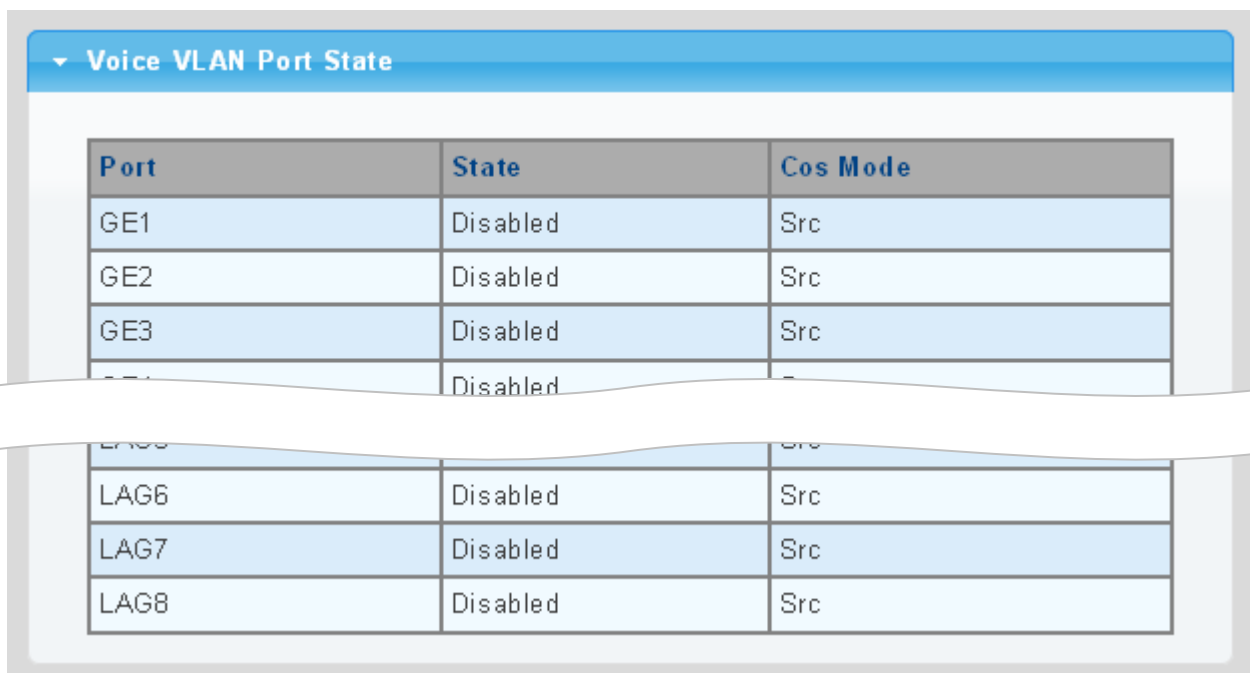 Voice VLAN Port State
Port State Cos Mode
GE1 Disabled Src
GE2 Disabled Src
GE3 Disabled Src
Disabled
LAG6 Disabled Src
LAG7 Disabled Src
LAG8 Disabled Src